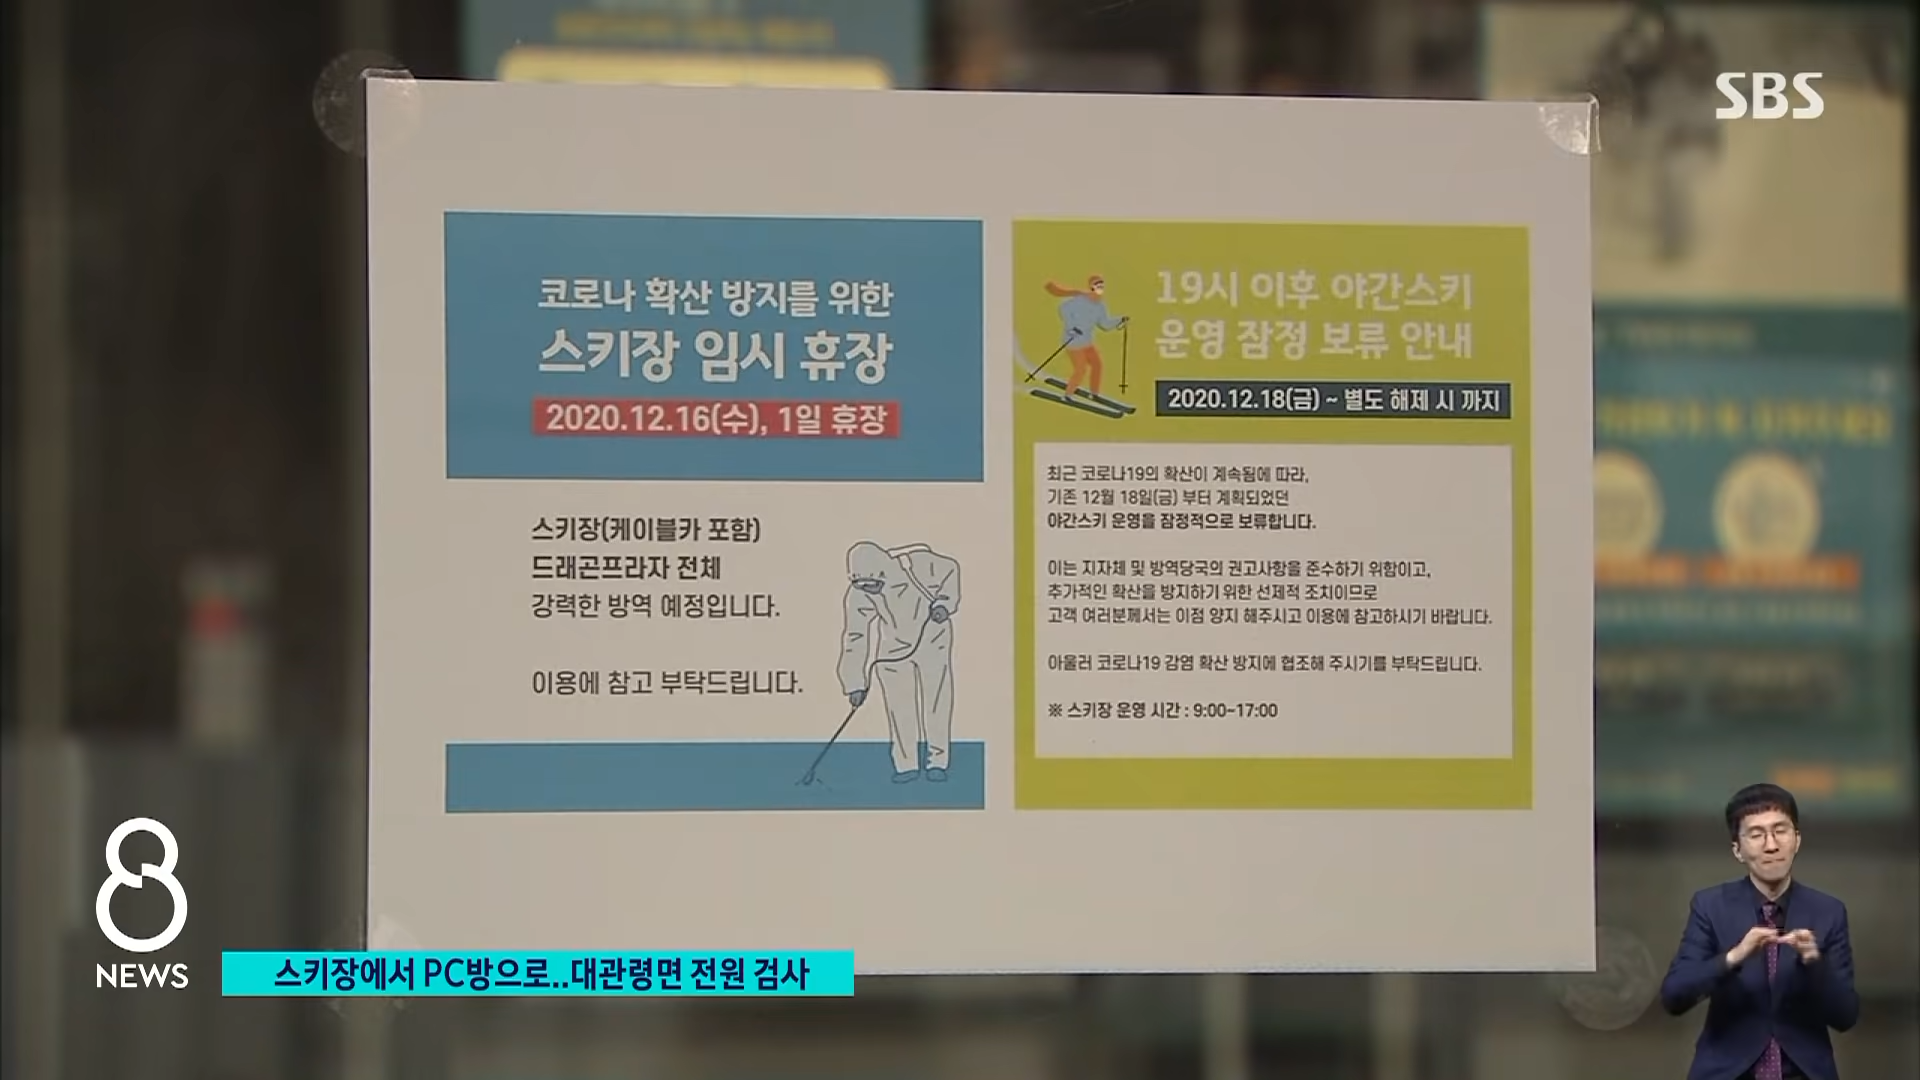 SBS
코로나 확산 방지를 위한
스키장 임시 휴장
2020.12.16(수), 1일 휴장
스키장(케이블카 포함)
드래곤프라자 전체
강력한 방역 예정입니다.
이용에 참고 부탁드립니다.
19시 이후 야간스키
운영 잠정 보류 안내
2020.12.18(금) ~ 별도 해제 시 까지
최근 코로나19의 확산이 계속됨에 따라,
기존 12월 18일(금) 부터 계획되었던
야간스키 운영을 잠정적으로 보류합니다.
이는 지자체 및 방역당국의 권고사항을 준수하기 위함이고,
추가적인 확산을 방지하기 위한 선제적 조치이므로
고객 여러분께서는 이점 양지 해주시고 이용에 참고하시기 바랍니다.
아울러 코로나19 감염 확산 방지에 협조해 주시기를 부탁드립니다.
※ 스키장 운영 시간 : 9:00~17:00
8
NEWS
스키장에서 PC방으로..대관령면 전원 검사